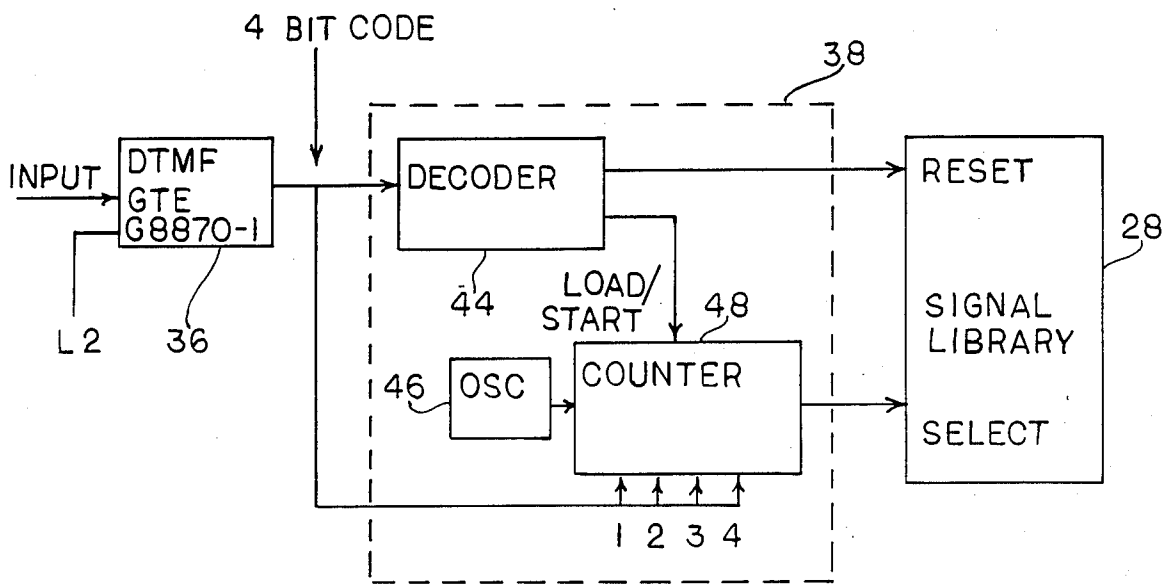 4 BIT CODE
38
INPUT
DTMF
GTE
G8870-1
DECODER
RESET
28
44
LOAD/
START
48
SIGNAL
LIBRARY
L2
36
46
OSC
COUNTER
SELECT
1 2 3 4